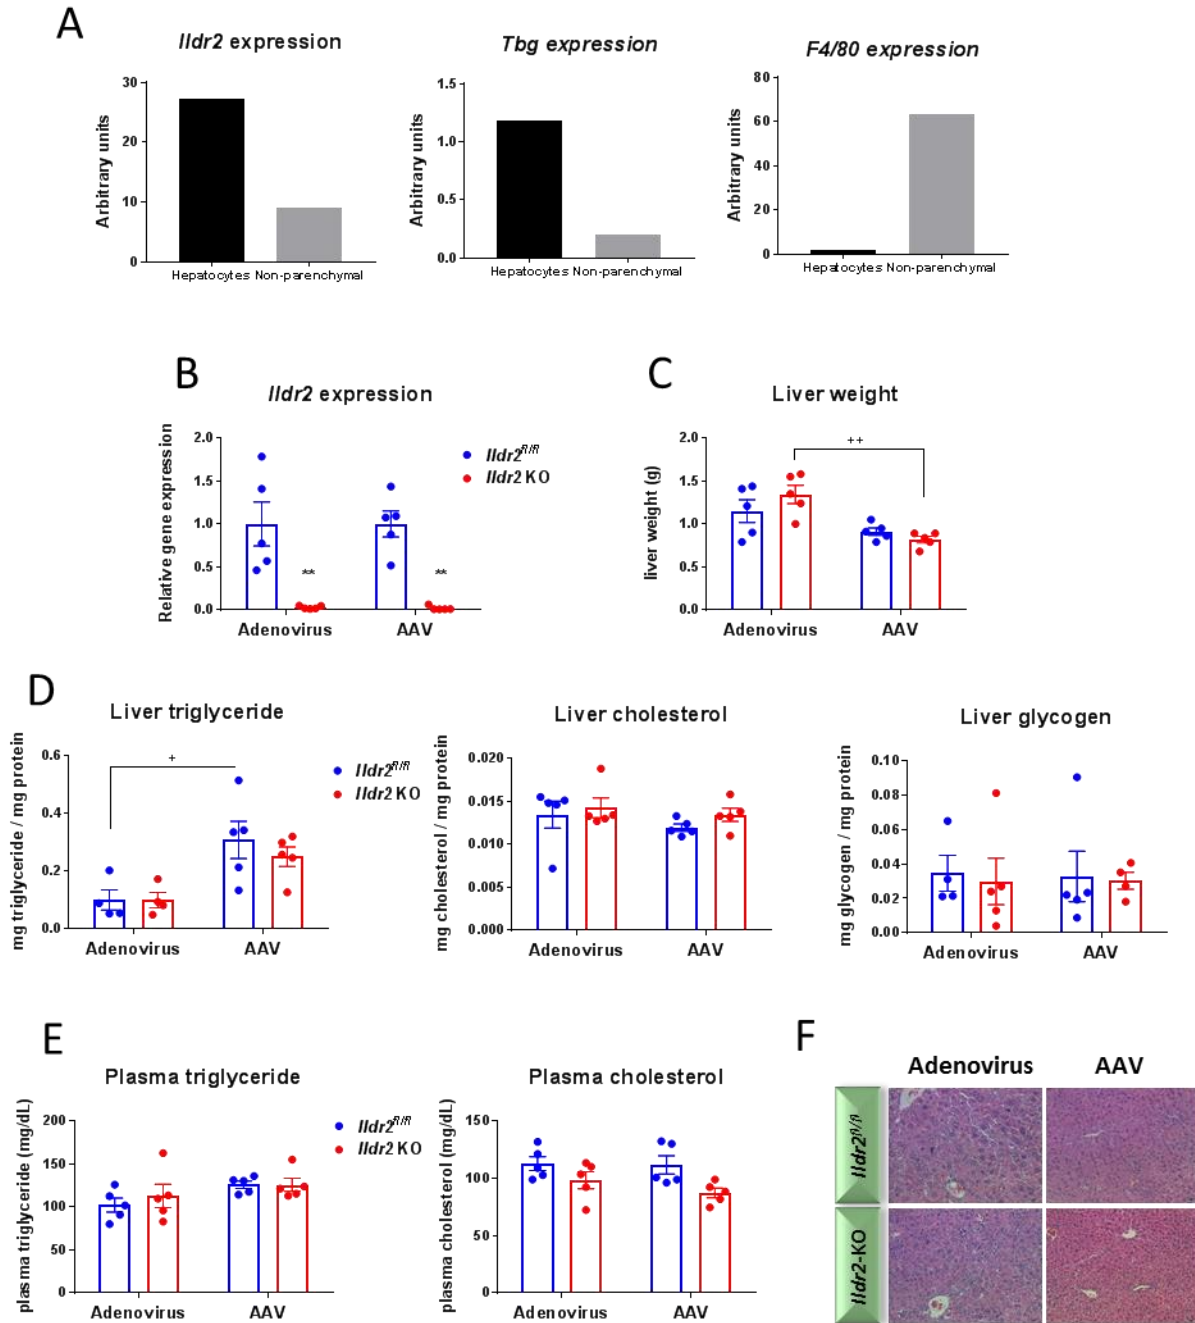 A
Ildr2 expression
Tbg expression
F4/80 expression
Arbitrary units
30
20
10
0
Hepatocytes Non-parenchymal
Arbitrary units
1.5
1.0
0.5
0.0
Hepatocytes Non-parenchymal
Arbitrary units
80
60
40
20
0
Hepatocytes Non-parenchymal
B
Ildr2 expression
Relative gene expression
2.0
1.5
1.0
0.5
0.0
**
**
Adenovirus AAV
Ildr2fl/fl
Ildr2 KO
C
Liver weight
liver weight (g)
2.0
1.5
1.0
0.5
0.0
++
Adenovirus AAV
D
Liver triglyceride
mg triglyceride / mg protein
0.6
0.4
0.2
0.0
+
Adenovirus AAV
Ildr2fl/fl
Ildr2 KO
Liver cholesterol
mg cholesterol / mg protein
0.020
0.015
0.010
0.005
0.000
Adenovirus AAV
Liver glycogen
mg glycogen / mg protein
0.10
0.08
0.06
0.04
0.02
0.00
Adenovirus AAV
E
Plasma triglyceride
plasma triglyceride (mg/dL)
200
150
100
50
0
Adenovirus AAV
Ildr2fl/fl
Ildr2 KO
Plasma cholesterol
plasma cholesterol (mg/dL)
150
100
50
0
Adenovirus AAV
F
Adenovirus AAV
Ildr2fl/fl
Ildr2-KO